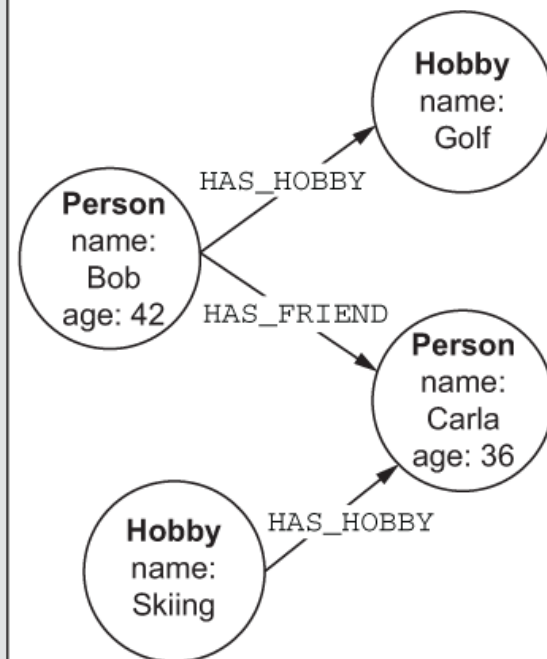 Hobby
name:
Golf
HAS_HOBBY
Person
name:
Bob
age: 42
HAS_FRIEND
Person
name:
Carla
age: 36
HAS_HOBBY
Hobby
name:
Skiing